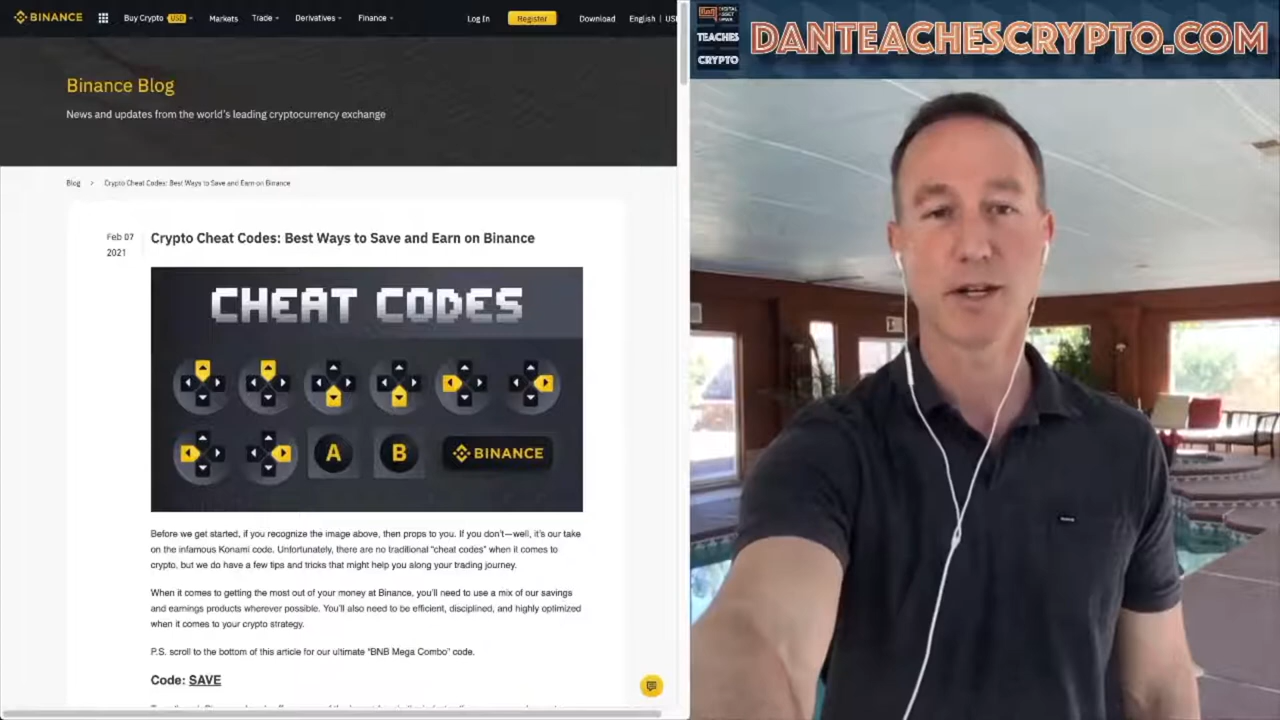 BINANCE
Buy Crypto USD
Markets
Trade
Derivatives
Finance
Log In
Register
Download
English | USD
Binance Blog
News and updates from the world's leading cryptocurrency exchange
Blog > Crypto Cheat Codes: Best Ways to Save and Earn on Binance
Feb 07
2021
Crypto Cheat Codes: Best Ways to Save and Earn on Binance
CHEAT CODES
A
B
BINANCE
Before we get started, if you recognize the image above, then props to you. If you don't—well, it's our take
on the infamous Konami code. Unfortunately, there are no traditional "cheat codes" when it comes to
crypto, but we do have a few tips and tricks that might help you along your trading journey.
When it comes to getting the most out of your money at Binance, you'll need to use a mix of our savings
and earnings products wherever possible. You'll also need to be efficient, disciplined, and highly optimized
when it comes to your crypto strategy.
P.S. scroll to the bottom of this article for our ultimate "BNB Mega Combo" code.
Code: SAVE
DIGITAL
ASSET
TEACHES
CRYPTO
DANTEACHESCRYPTO.COM